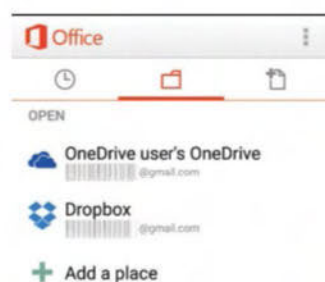 Office
OPEN
OneDrive user's OneDrive
@gmail.com
Dropbox
@gmail.com
Add a place